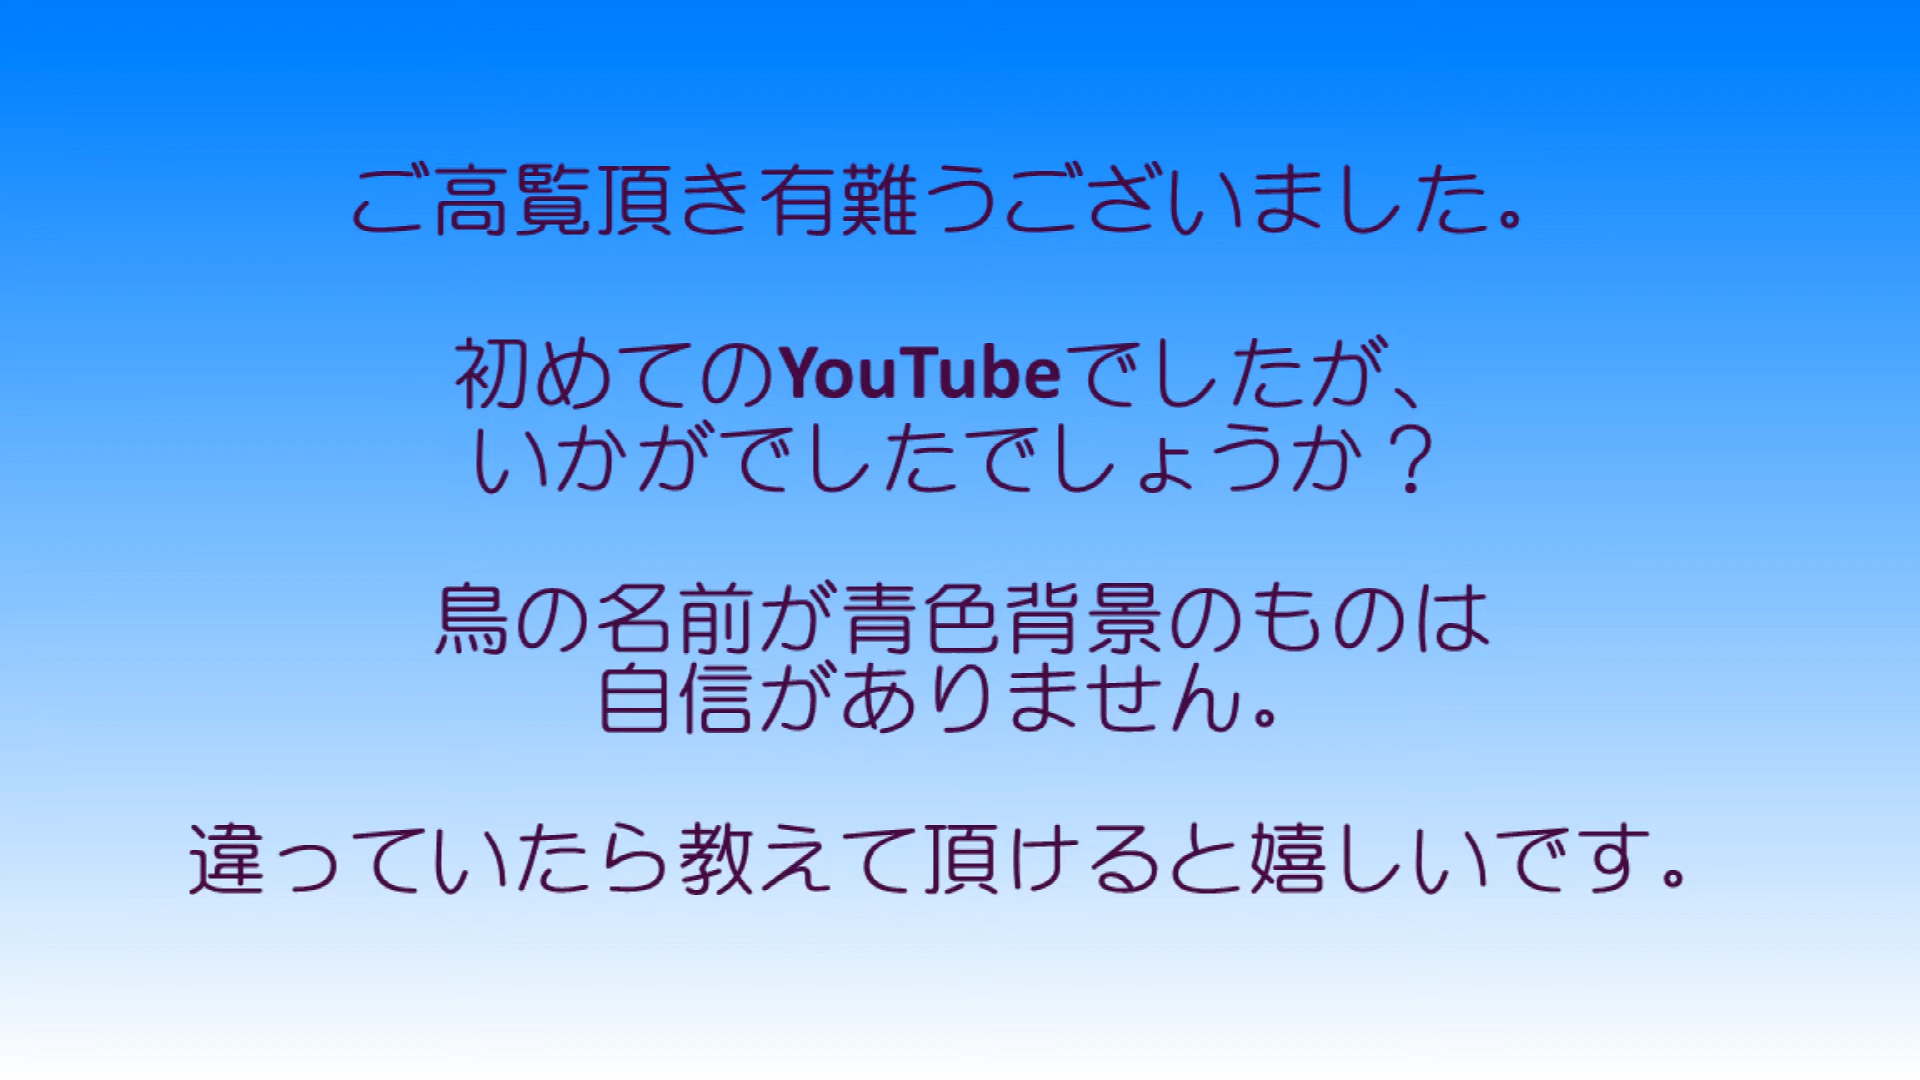 ご高覧頂き有難うございました。
初めてのYouTubeでしたが、
いかがでしたでしょうか？
鳥の名前が青色背景のものは
自信がありません。
違っていたら教えて頂けると嬉しいです。